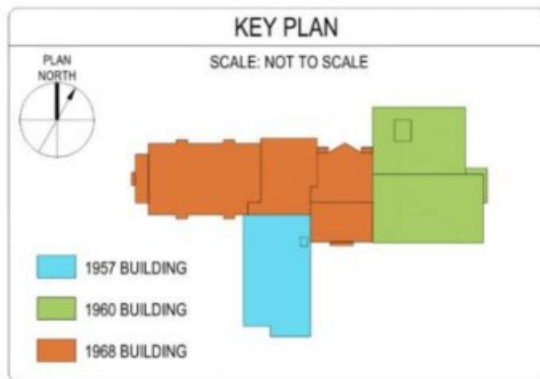 KEY PLAN
PLAN
NORTH
SCALE: NOT TO SCALE
1957 BUILDING
1960 BUILDING
1968 BUILDING